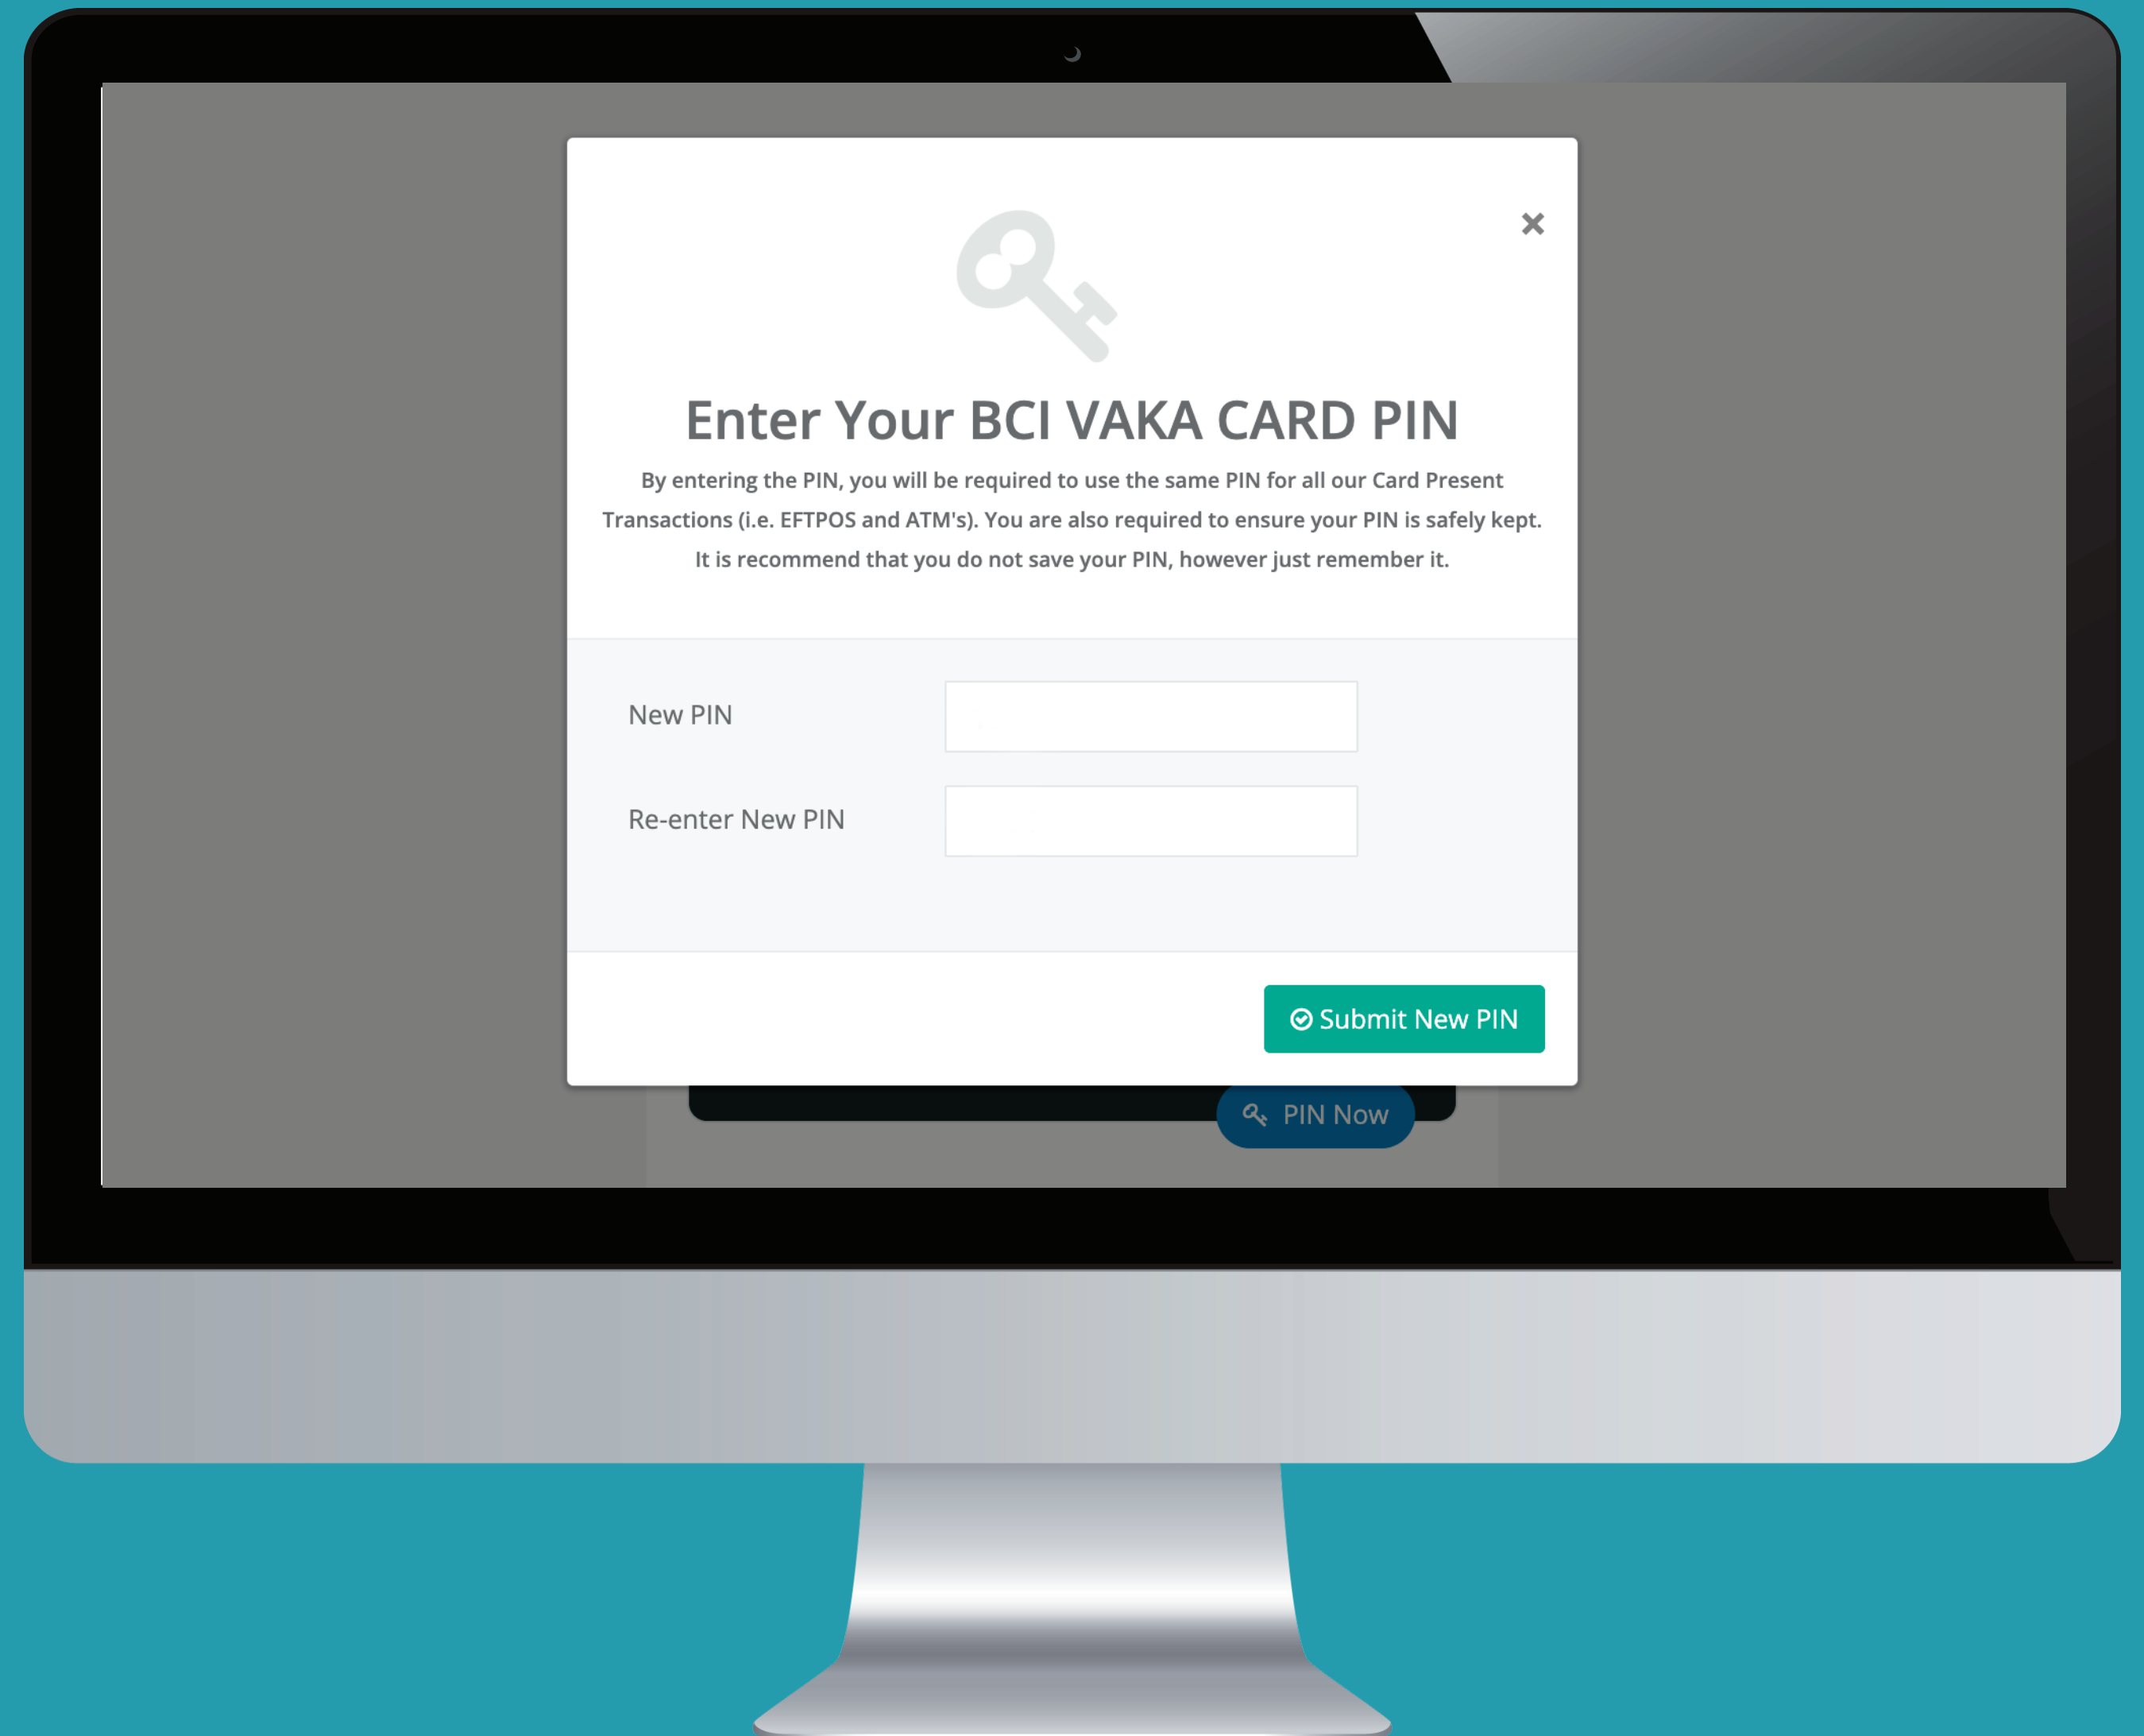 Enter Your BCI VAKA CARD PIN
By entering the PIN, you will be required to use the same PIN for all our Card Present
Transactions (i.e. EFTPOS and ATM's). You are also required to ensure your PIN is safely kept.
It is recommend that you do not save your PIN, however just remember it.
New PIN
Re-enter New PIN
Submit New PIN
PIN Now